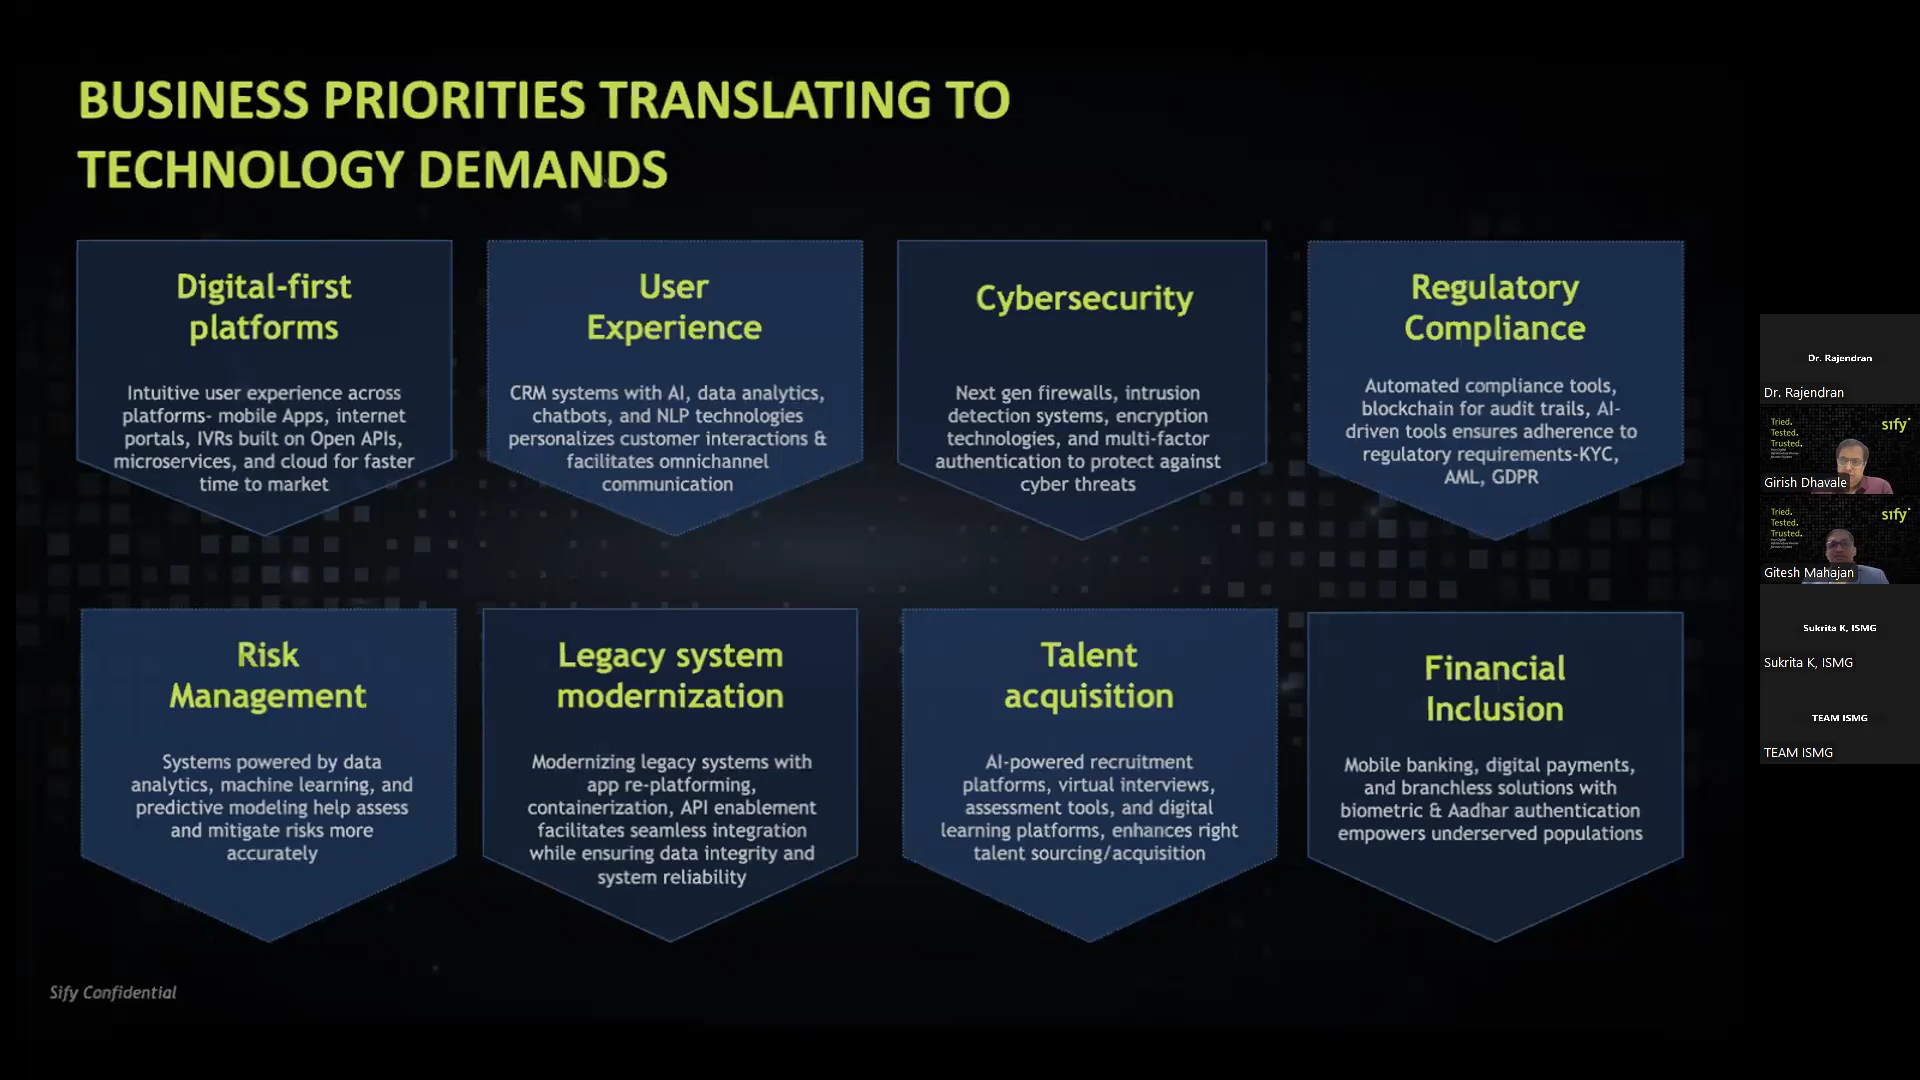 BUSINESS PRIORITIES TRANSLATING TO
TECHNOLOGY DEMANDS
Digital-first
platforms
Intuitive user experience across
platforms- mobile Apps, internet
portals, IVRs built on Open APIs,
microservices, and cloud for faster
time to market
User
Experience
CRM systems with AI, data analytics,
chatbots, and NLP technologies
personalizes customer interactions &
facilitates omnichannel
communication
Cybersecurity
Next gen firewalls, intrusion
detection systems, encryption
technologies, and multi-factor
authentication to protect against
cyber threats
Regulatory
Compliance
Automated compliance tools,
blockchain for audit trails, AI-
driven tools ensures adherence to
regulatory requirements-KYC,
AML, GDPR
Risk
Management
Systems powered by data
analytics, machine learning, and
predictive modeling help assess
and mitigate risks more
accurately
Legacy system
modernization
Modernizing legacy systems with
app re-platforming,
containerization, API enablement
facilitates seamless integration
while ensuring data integrity and
system reliability
Talent
acquisition
AI-powered recruitment
platforms, virtual interviews,
assessment tools, and digital
learning platforms, enhances right
talent sourcing/acquisition
Financial
Inclusion
Mobile banking, digital payments,
and branchless solutions with
biometric & Aadhar authentication
empowers underserved populations
Sify Confidential
Dr. Rajendran
Dr. Rajendran
Tried.
Tested.
Trusted.
sify
Girish Dhavale
Tried.
Tested.
Trusted.
sify
Gitesh Mahajan
Sukrita K, ISMG
Sukrita K, ISMG
TEAM ISMG
TEAM ISMG